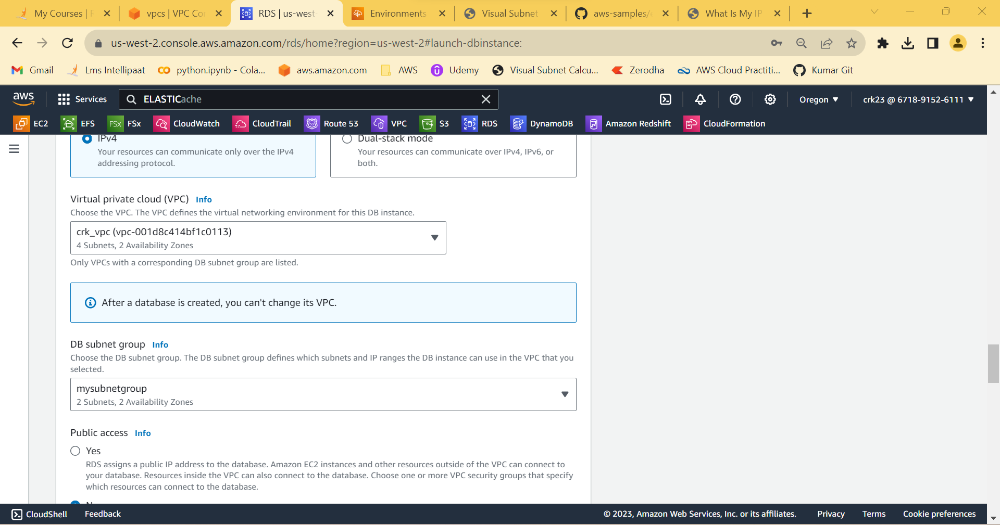 My Courses |
vpcs | VPC Co
RDS | us-west-
Environments
Visual Subnet
aws-samples/
What Is My IP
us-west-2.console.aws.amazon.com/rds/home?region=us-west-2#launch-dbinstance:
Gmail
Lms Intellipaat
python.ipynb - Cola...
aws.amazon.com
AWS
Udemy
Visual Subnet Calcu...
Zerodha
AWS Cloud Practiti...
Kumar Git
aws
Services
ELASTICache
Oregon
crk23 @ 6718-9152-6111
EC2
EFS
FSx
FSx
CloudWatch
CloudTrail
53
Route 53
VPC
S3
RDS
DynamoDB
Amazon Redshift
CloudFormation
IPv4
Your resources can communicate only over the IPv4
addressing protocol.
Dual-stack mode
Your resources can communicate over IPv4, IPv6, or
both.
Virtual private cloud (VPC) Info
Choose the VPC. The VPC defines the virtual networking environment for this DB instance.
crk_vpc (vpc-001d8c414bf1c0113)
4 Subnets, 2 Availability Zones
Only VPCs with a corresponding DB subnet group are listed.
After a database is created, you can't change its VPC.
DB subnet group Info
Choose the DB subnet group. The DB subnet group defines which subnets and IP ranges the DB instance can use in the VPC that you
selected.
mysubnetgroup
2 Subnets, 2 Availability Zones
Public access Info
Yes
RDS assigns a public IP address to the database. Amazon EC2 instances and other resources outside of the VPC can connect to
your database. Resources inside the VPC can also connect to the database. Choose one or more VPC security groups that specify
which resources can connect to the database.
CloudShell
Feedback
© 2023, Amazon Web Services, Inc. or its affiliates.
Privacy
Terms
Cookie preferences